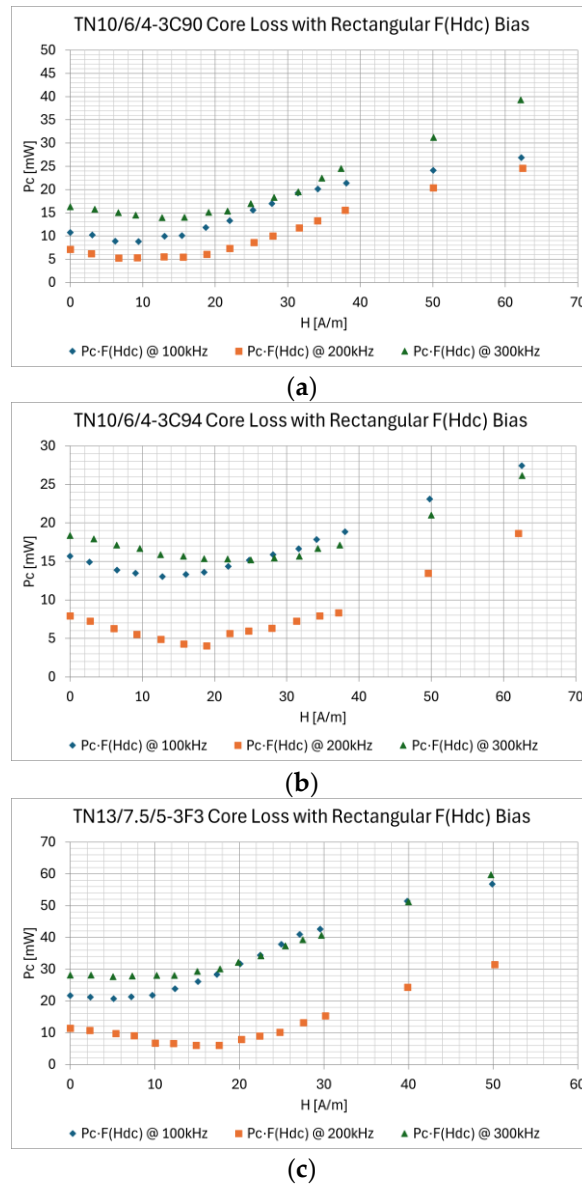 TN10/6/4-3C90 Core Loss with Rectangular F(Hdc) Bias
50
45
40
35
30
25
20
15
10
5
0
Pc [mW]
0 10 20 30 40 50 60 70
H [A/m]
Pc·F(Hdc) @ 100kHz Pc·F(Hdc) @ 200kHz Pc·F(Hdc) @ 300kHz
(a)
TN10/6/4-3C94 Core Loss with Rectangular F(Hdc) Bias
30
25
20
15
10
5
0
Pc [mW]
0 10 20 30 40 50 60 70
H [A/m]
Pc·F(Hdc) @ 100kHz Pc·F(Hdc) @ 200kHz Pc·F(Hdc) @ 300kHz
(b)
TN13/7.5/5-3F3 Core Loss with Rectangular F(Hdc) Bias
70
60
50
40
30
20
10
0
Pc [mW]
0 10 20 30 40 50 60
H [A/m]
Pc·F(Hdc) @ 100kHz Pc·F(Hdc) @ 200kHz Pc·F(Hdc) @ 300kHz
(c)